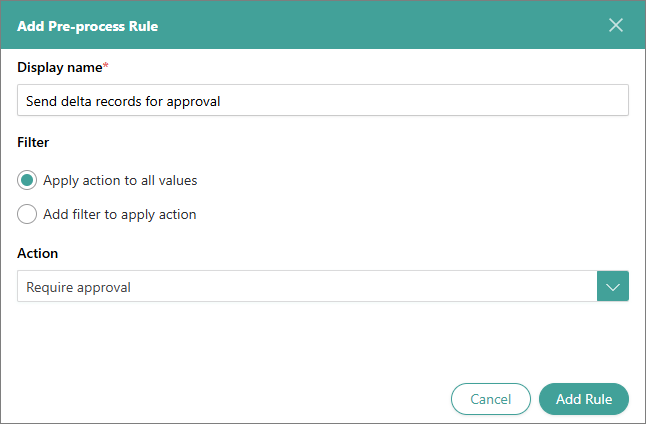 Add Pre-process Rule
Display name*
Send delta records for approval
Filter
Apply action to all values
Add filter to apply action
Action
Require approval
Cancel
Add Rule